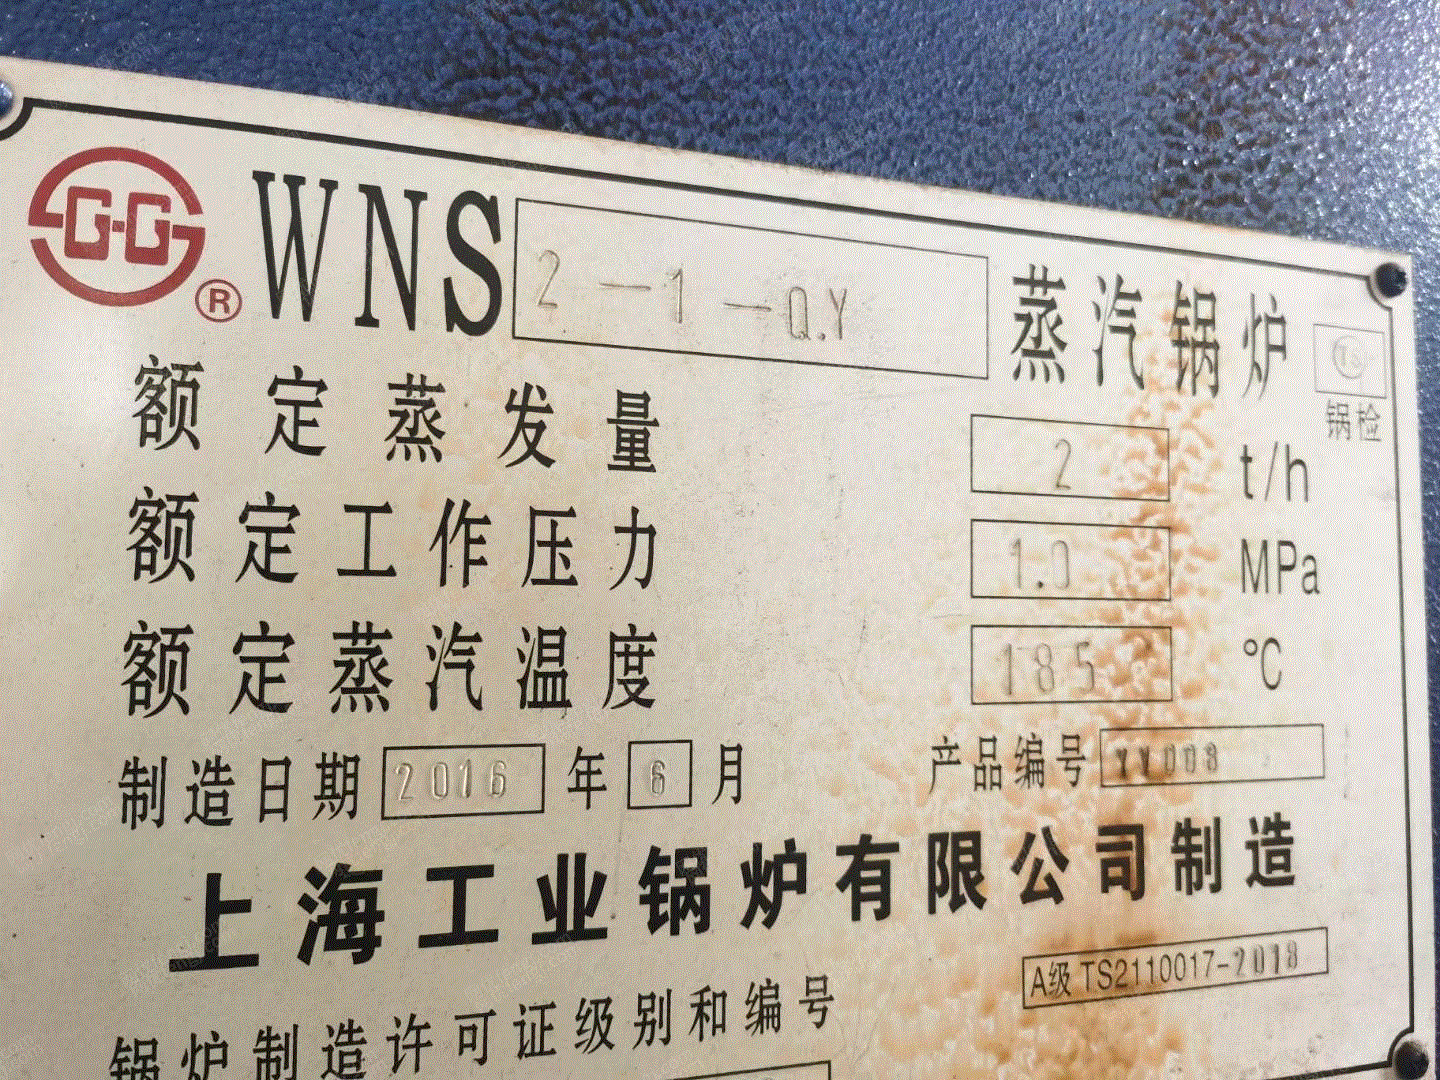 WNS 2-1-Q.Y 蒸汽锅炉
TS
锅检
额定蒸发量 2 t/h
额定工作压力 1.0 MPa
额定蒸汽温度 185 ℃
制造日期 2016 年 6 月 产品编号 YY008
上海工业锅炉有限公司制造
锅炉制造许可证级别和编号 A级 TS2110017-2018